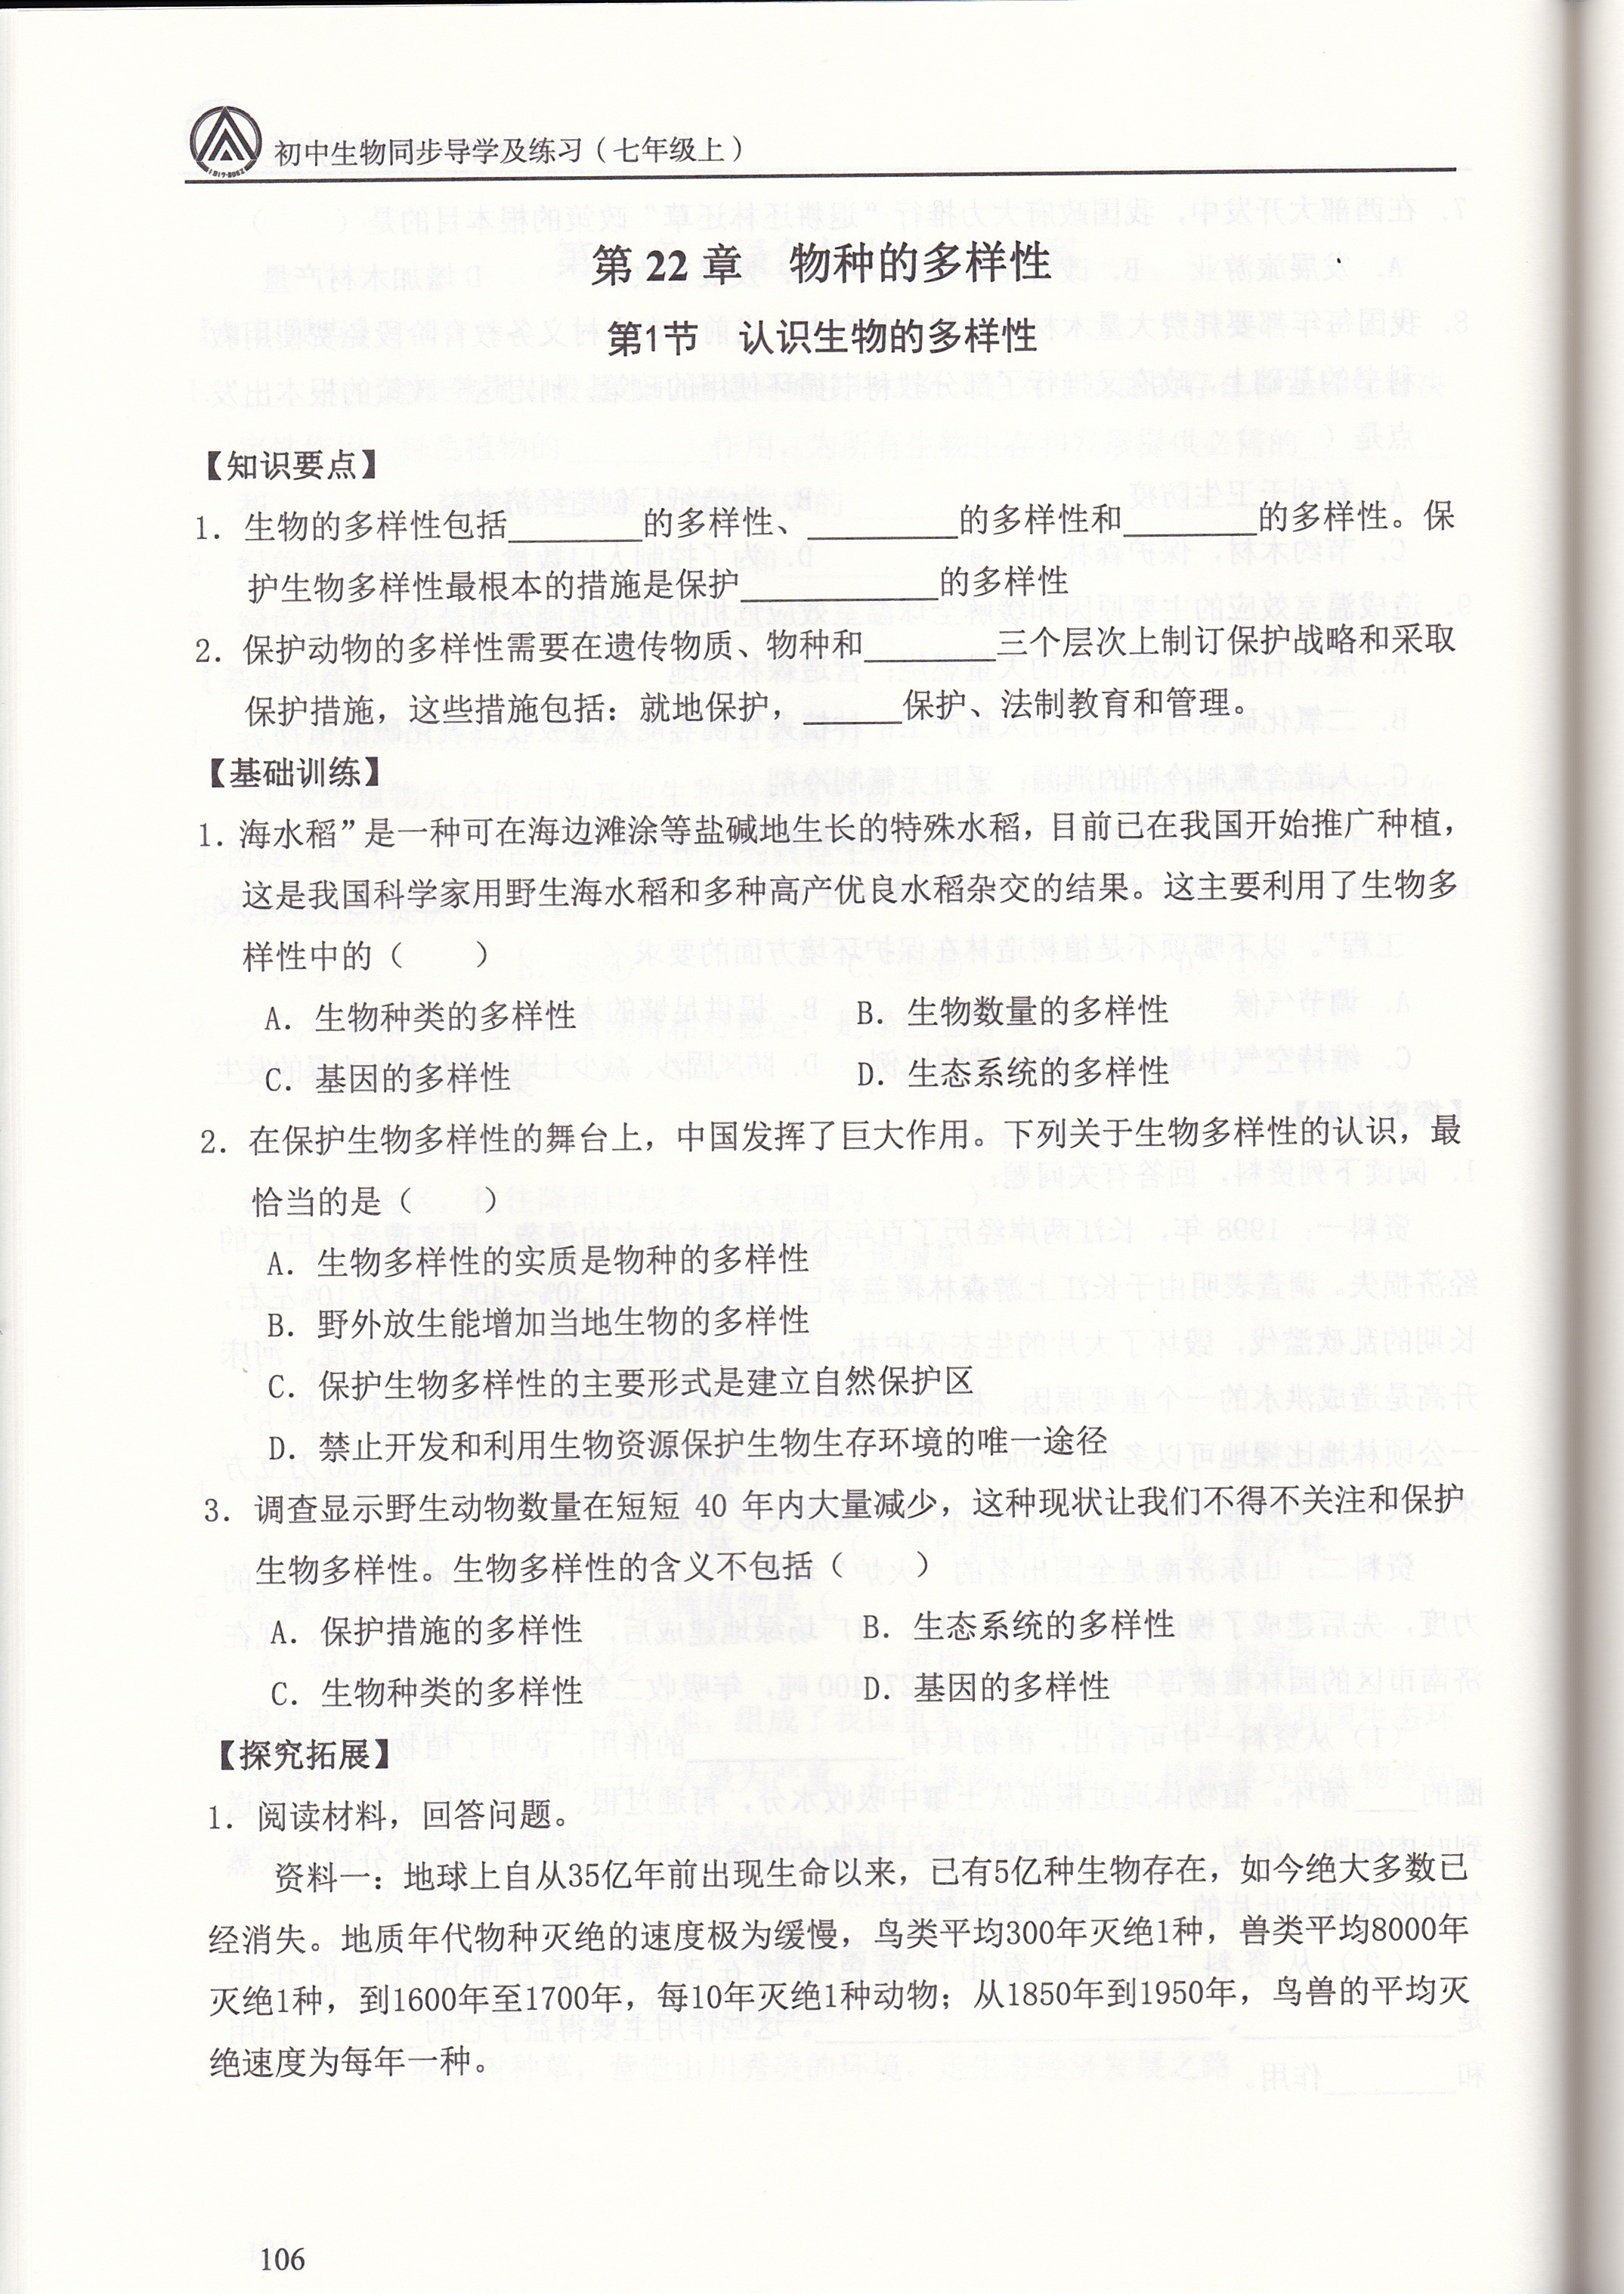 初中生物同步导学及练习（七年级上）
第 22 章　物种的多样性
第1节　认识生物的多样性
【知识要点】
1. 生物的多样性包括________的多样性、_________的多样性和________的多样性。保
护生物多样性最根本的措施是保护____________的多样性
2. 保护动物的多样性需要在遗传物质、物种和________三个层次上制订保护战略和采取
保护措施，这些措施包括：就地保护，______保护、法制教育和管理。
【基础训练】
1. 海水稻”是一种可在海边滩涂等盐碱地生长的特殊水稻，目前已在我国开始推广种植，
这是我国科学家用野生海水稻和多种高产优良水稻杂交的结果。这主要利用了生物多
样性中的（　　）
A. 生物种类的多样性　　B. 生物数量的多样性
C. 基因的多样性　　D. 生态系统的多样性
2. 在保护生物多样性的舞台上，中国发挥了巨大作用。下列关于生物多样性的认识，最
恰当的是（　　）
A. 生物多样性的实质是物种的多样性
B. 野外放生能增加当地生物的多样性
C. 保护生物多样性的主要形式是建立自然保护区
D. 禁止开发和利用生物资源保护生物生存环境的唯一途径
3. 调查显示野生动物数量在短短 40 年内大量减少，这种现状让我们不得不关注和保护
生物多样性。生物多样性的含义不包括（　　）
A. 保护措施的多样性　　B. 生态系统的多样性
C. 生物种类的多样性　　D. 基因的多样性
【探究拓展】
1. 阅读材料，回答问题。
资料一：地球上自从35亿年前出现生命以来，已有5亿种生物存在，如今绝大多数已
经消失。地质年代物种灭绝的速度极为缓慢，鸟类平均300年灭绝1种，兽类平均8000年
灭绝1种，到1600年至1700年，每10年灭绝1种动物；从1850年到1950年，鸟兽的平均灭
绝速度为每年一种。
106